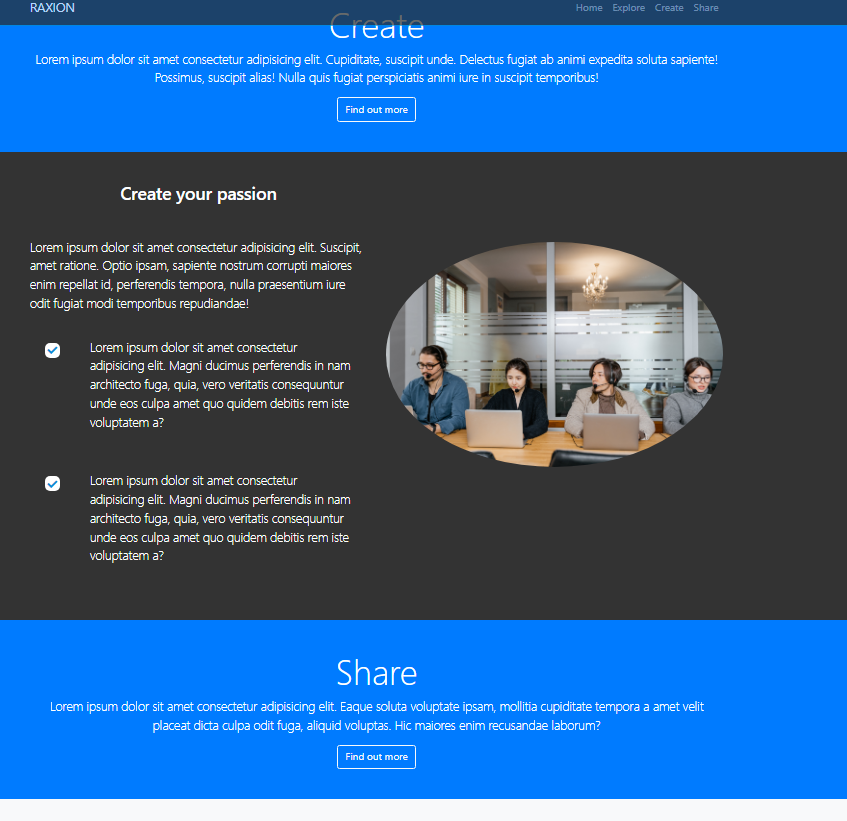 RAXION
Home Explore Create Share
Create
Lorem ipsum dolor sit amet consectetur adipisicing elit. Cupiditate, suscipit unde. Delectus fugiat ab animi expedita soluta sapiente!
Possimus, suscipit alias! Nulla quis fugiat perspiciatis animi iure in suscipit temporibus!
Find out more
Create your passion
Lorem ipsum dolor sit amet consectetur adipisicing elit. Suscipit,
amet ratione. Optio ipsam, sapiente nostrum corrupti maiores
enim repellat id, perferendis tempora, nulla praesentium iure
odit fugiat modi temporibus repudiandae!
Lorem ipsum dolor sit amet consectetur
adipisicing elit. Magni ducimus perferendis in nam
architecto fuga, quia, vero veritatis consequuntur
unde eos culpa amet quo quidem debitis rem iste
voluptatem a?
Lorem ipsum dolor sit amet consectetur
adipisicing elit. Magni ducimus perferendis in nam
architecto fuga, quia, vero veritatis consequuntur
unde eos culpa amet quo quidem debitis rem iste
voluptatem a?
Share
Lorem ipsum dolor sit amet consectetur adipisicing elit. Eaque soluta voluptate ipsam, mollitia cupiditate tempora a amet velit
placeat dicta culpa odit fuga, aliquid voluptas. Hic maiores enim recusandae laborum?
Find out more